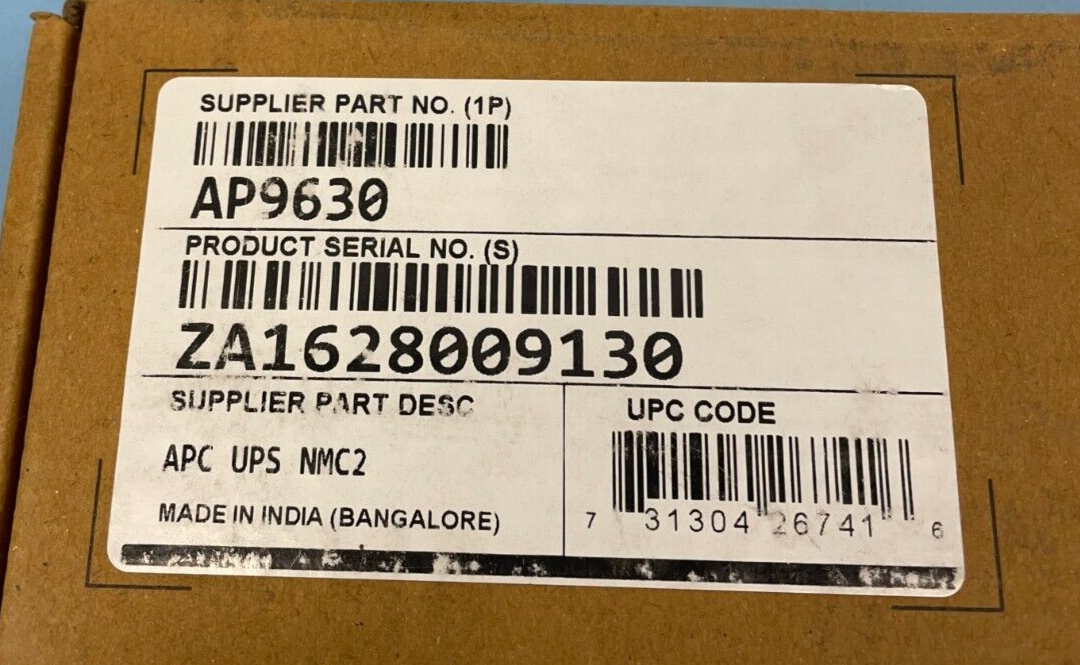 SUPPLIER PART NO. (1P)
AP9630
PRODUCT SERIAL NO. (S)
ZA1628009130
SUPPLIER PART DESC
APC UPS NMC2
MADE IN INDIA (BANGALORE)
UPC CODE
7 31304 26741 6